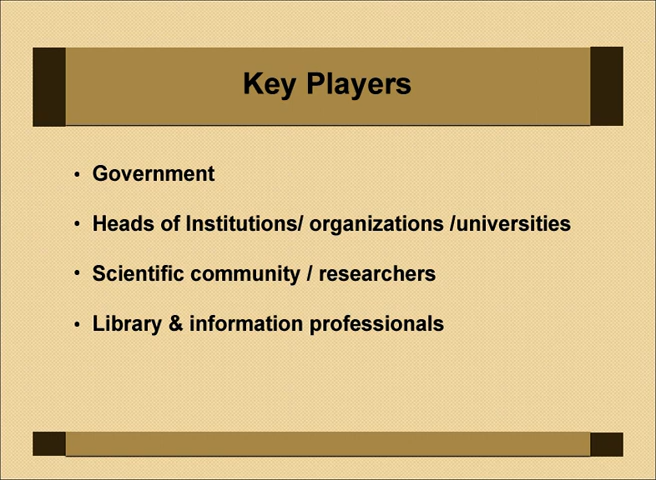 Key Players
• Government
• Heads of Institutions/ organizations /universities
• Scientific community / researchers
• Library & information professionals